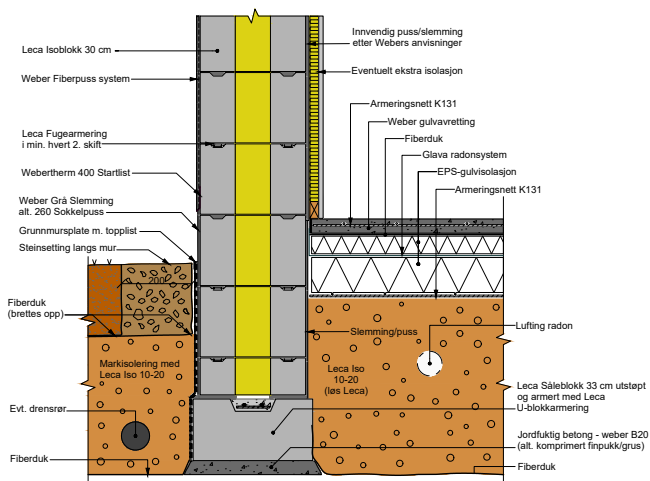 Leca Isoblokk 30 cm
Weber Fiberpuss system
Leca Fugearmering
i min. hvert 2. skift
Webertherm 400 Startlist
Weber Grå Slemming
alt. 260 Sokkelpuss
Grunnmursplate m. topplist
Steinsetting langs mur
200
Fiberduk
(brettes opp)
Markisolering med
Leca Iso 10-20
Evt. drensrør
Fiberduk
Innvendig puss/slemming
etter Webers anvisninger
Eventuelt ekstra isolasjon
Armeringsnett K131
Weber gulvavretting
Fiberduk
Glava radonsystem
EPS-gulvisolasjon
Armeringsnett K131
Slemming/puss
Lufting radon
Leca Iso
10-20
(løs Leca)
Leca Såleblokk 33 cm utstøpt
og armert med Leca
U-blokkarmering
Jordfuktig betong - weber B20
(alt. komprimert finpukk/grus)
Fiberduk